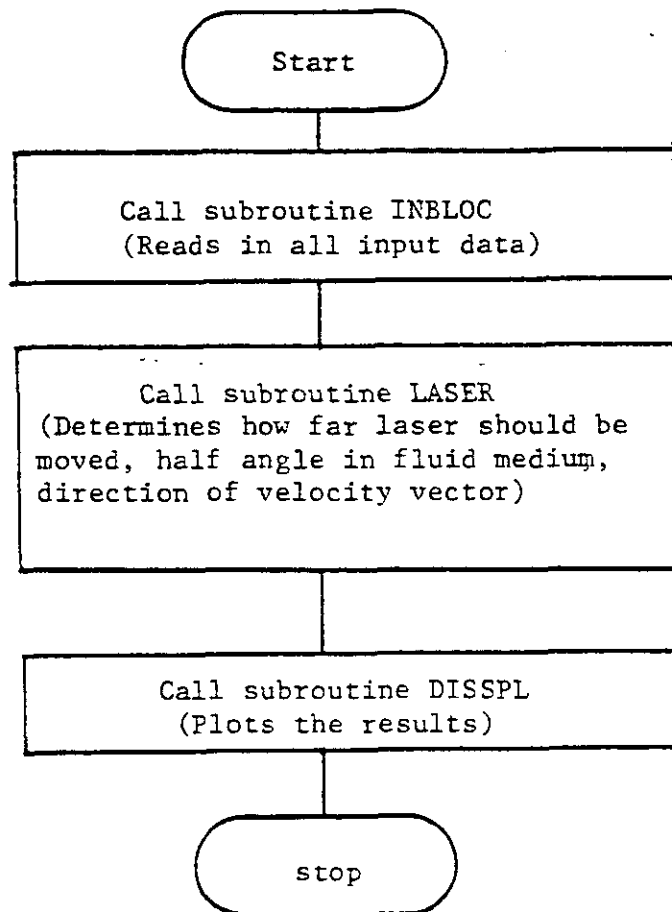 Start
Call subroutine INBLOC
(Reads in all input data)
Call subroutine LASER
(Determines how far laser should be
moved, half angle in fluid medium,
direction of velocity vector)
Call subroutine DISSPL
(Plots the results)
stop